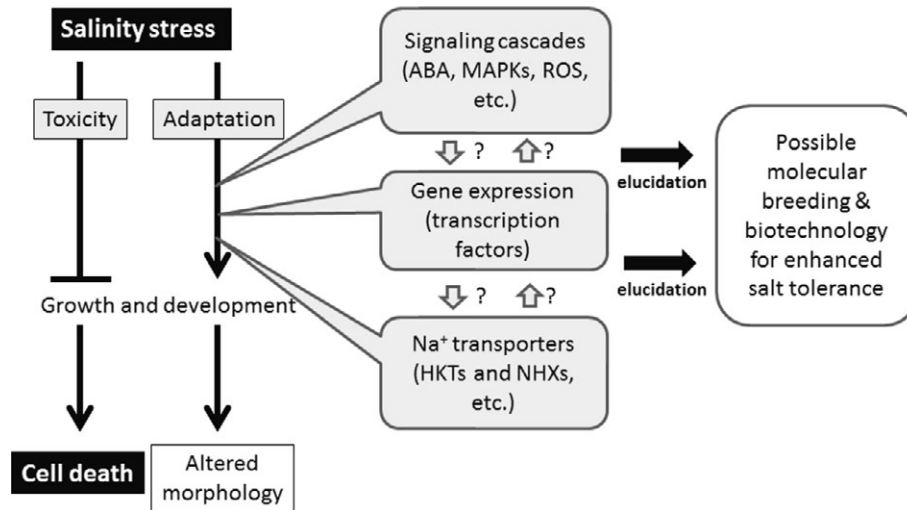 Salinity stress
Toxicity
Adaptation
Growth and development
Cell death
Altered
morphology
Signaling cascades
(ABA, MAPKs, ROS,
etc.)
? ?
Gene expression
(transcription
factors)
? ?
Na⁺ transporters
(HKTs and NHXs,
etc.)
elucidation
elucidation
Possible
molecular
breeding &
biotechnology
for enhanced
salt tolerance